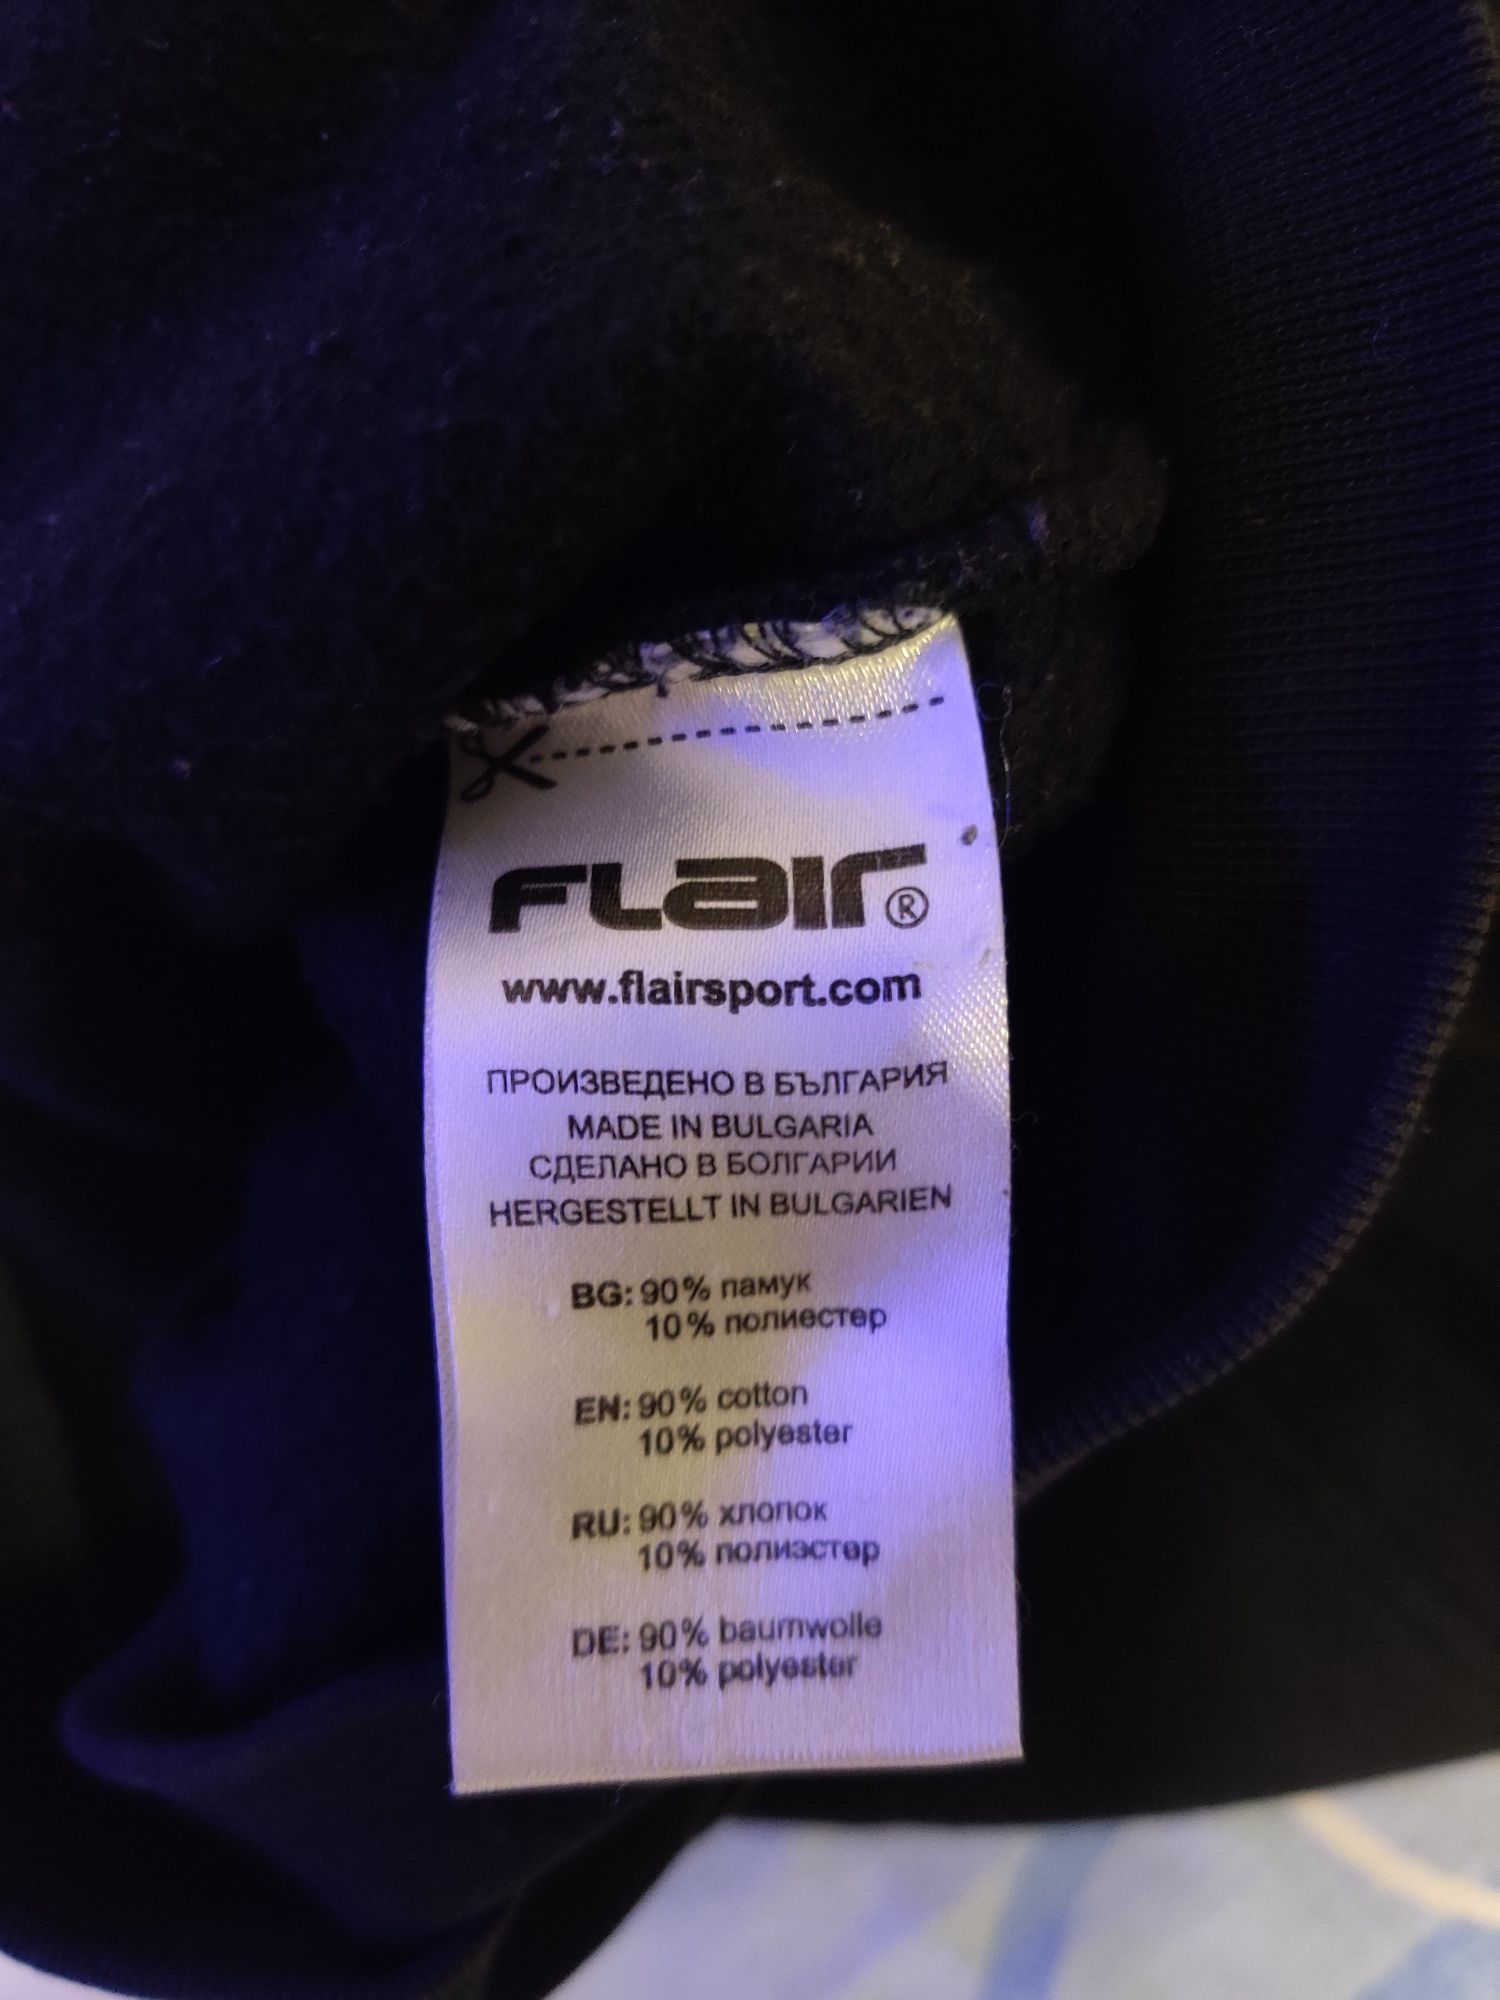 FLAIR®
www.flairsport.com
ПРОИЗВЕДЕНО В БЪЛГАРИЯ
MADE IN BULGARIA
СДЕЛАНО В БОЛГАРИИ
HERGESTELLT IN BULGARIEN
BG: 90% памук
10% полиестер
EN: 90% cotton
10% polyester
RU: 90% хлопок
10% полиэстер
DE: 90% baumwolle
10% polyester